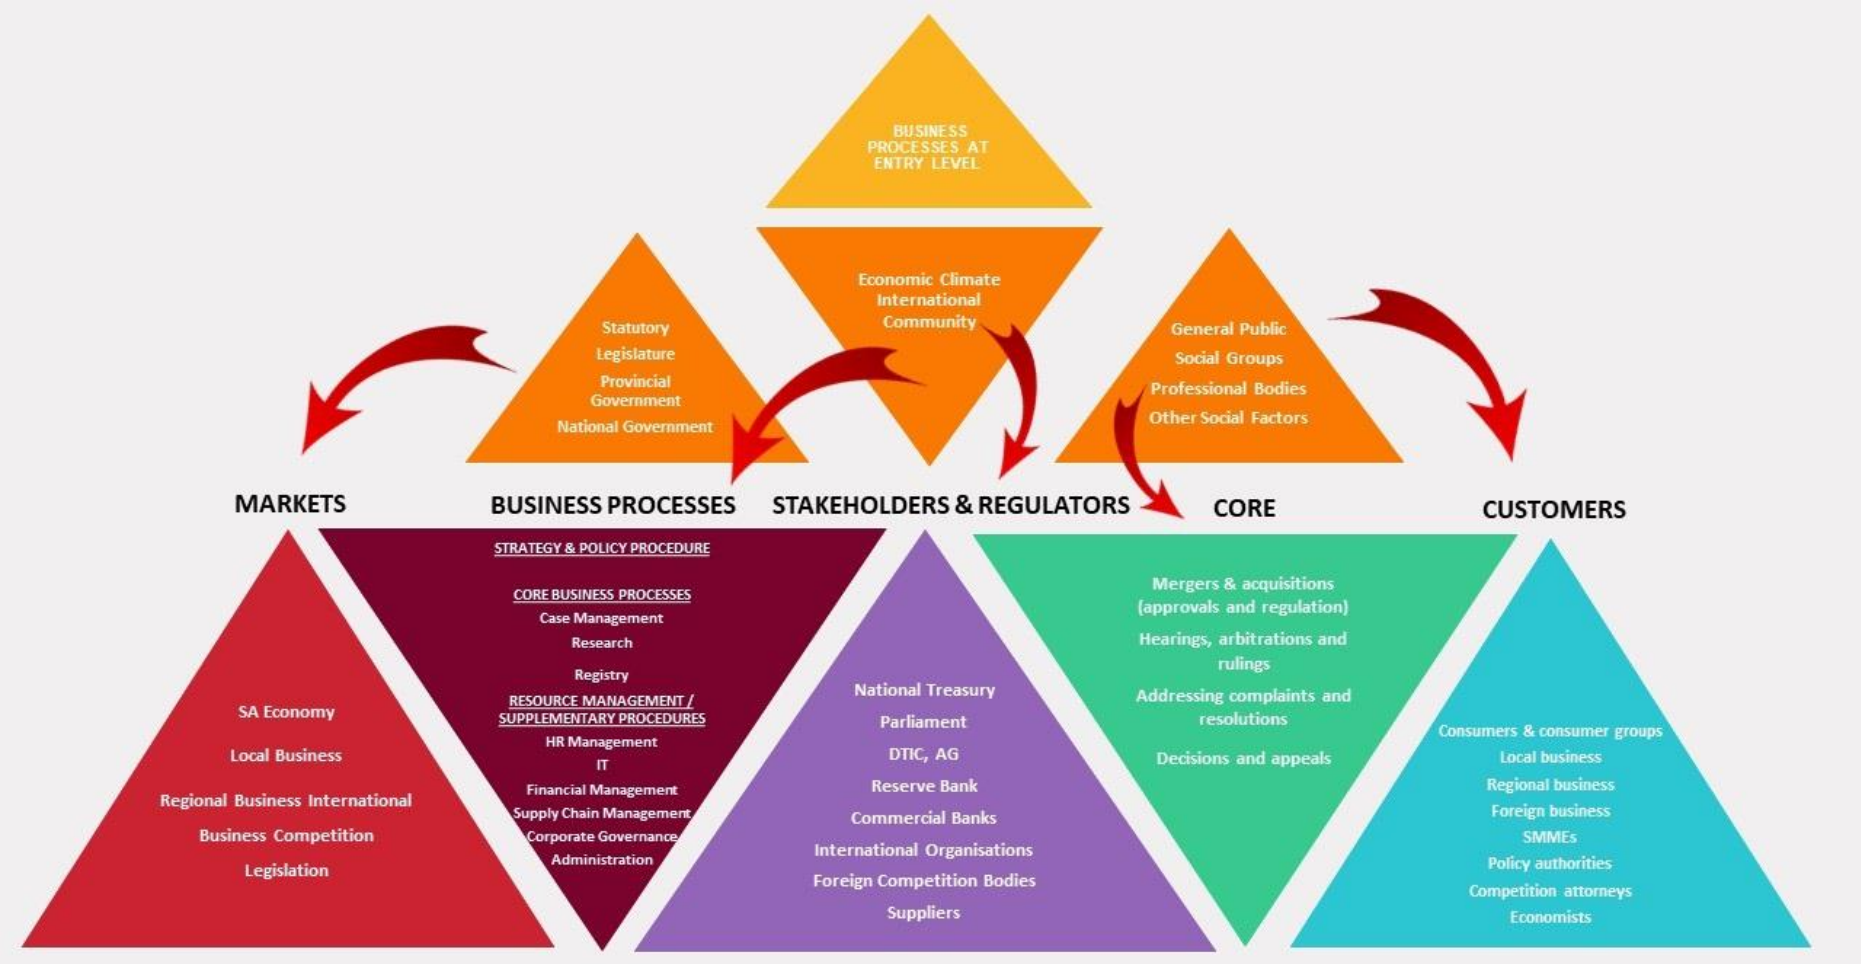 BUSINESS
PROCESSES AT
ENTRY LEVEL
Statutory
Legislature
Provincial
Government
National Government
Economic Climate
International
Community
General Public
Social Groups
Professional Bodies
Other Social Factors
MARKETS
BUSINESS PROCESSES
STAKEHOLDERS & REGULATORS
CORE
CUSTOMERS
SA Economy
Local Business
Regional Business International
Business Competition
Legislation
STRATEGY & POLICY PROCEDURE
CORE BUSINESS PROCESSES
Case Management
Research
Registry
RESOURCE MANAGEMENT /
SUPPLEMENTARY PROCEDURES
HR Management
IT
Financial Management
Supply Chain Management
Corporate Governance
Administration
National Treasury
Parliament
DTIC, AG
Reserve Bank
Commercial Banks
International Organisations
Foreign Competition Bodies
Suppliers
Mergers & acquisitions
(approvals and regulation)
Hearings, arbitrations and
rulings
Addressing complaints and
resolutions
Decisions and appeals
Consumers & consumer groups
Local business
Regional business
Foreign business
SMMEs
Policy authorities
Competition attorneys
Economists